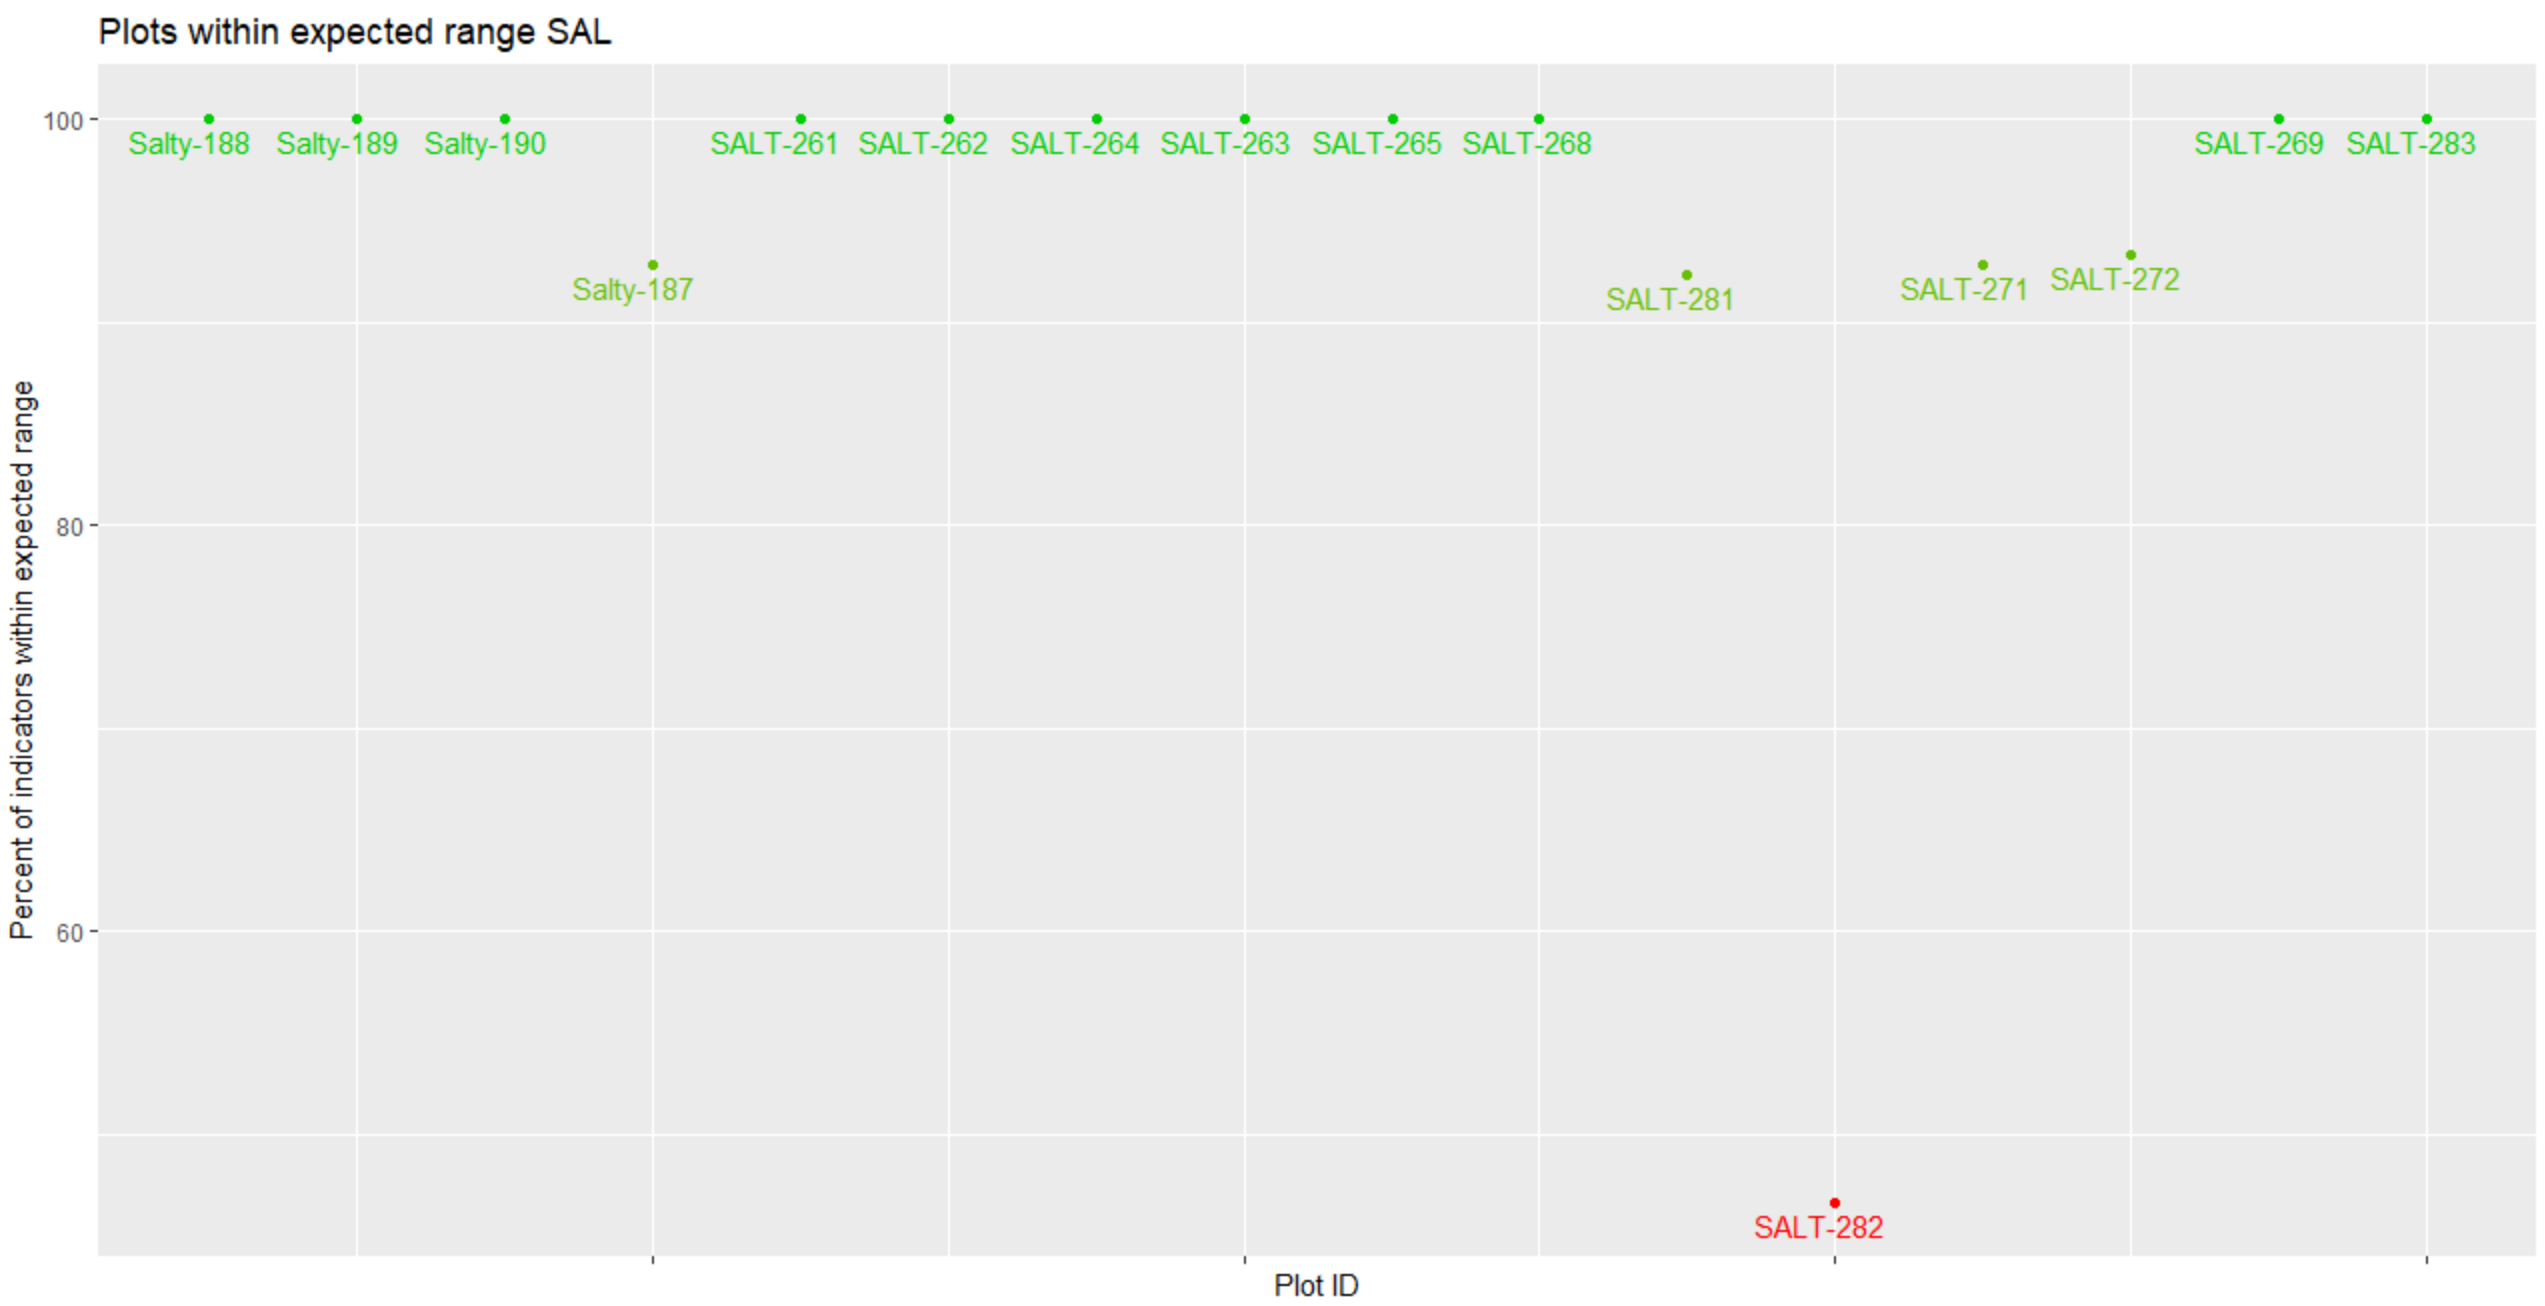 Plots within expected range SAL
Percent of indicators within expected range
100
80
60
Salty-188
Salty-189
Salty-190
SALT-261
SALT-262
SALT-264
SALT-263
SALT-265
SALT-268
SALT-269
SALT-283
Salty-187
SALT-281
SALT-271
SALT-272
SALT-282
Plot ID